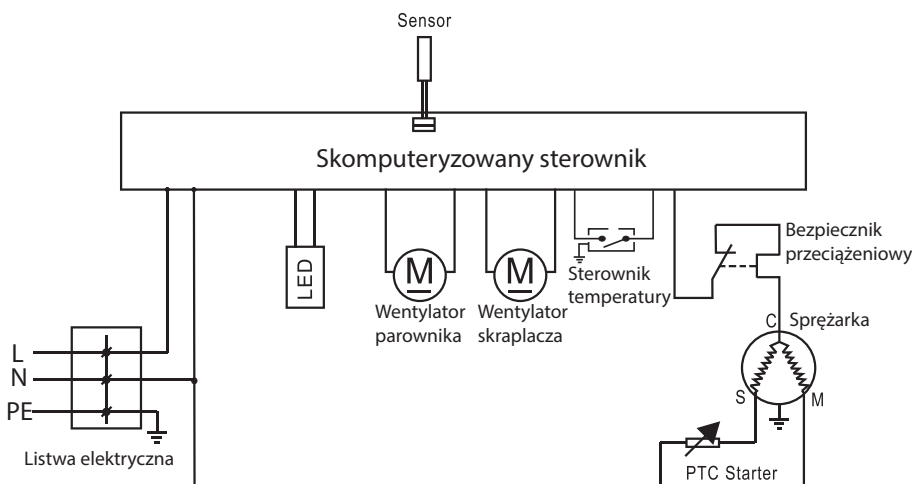 Sensor
Skomputeryzowany sterownik
Bezpiecznik
przeciążeniowy
LED
M
M
Sterownik
temperatury
Wentylator
parownika
Wentylator
skraplacza
C
Sprężarka
L
N
PE
S
M
Listwa elektryczna
PTC Starter